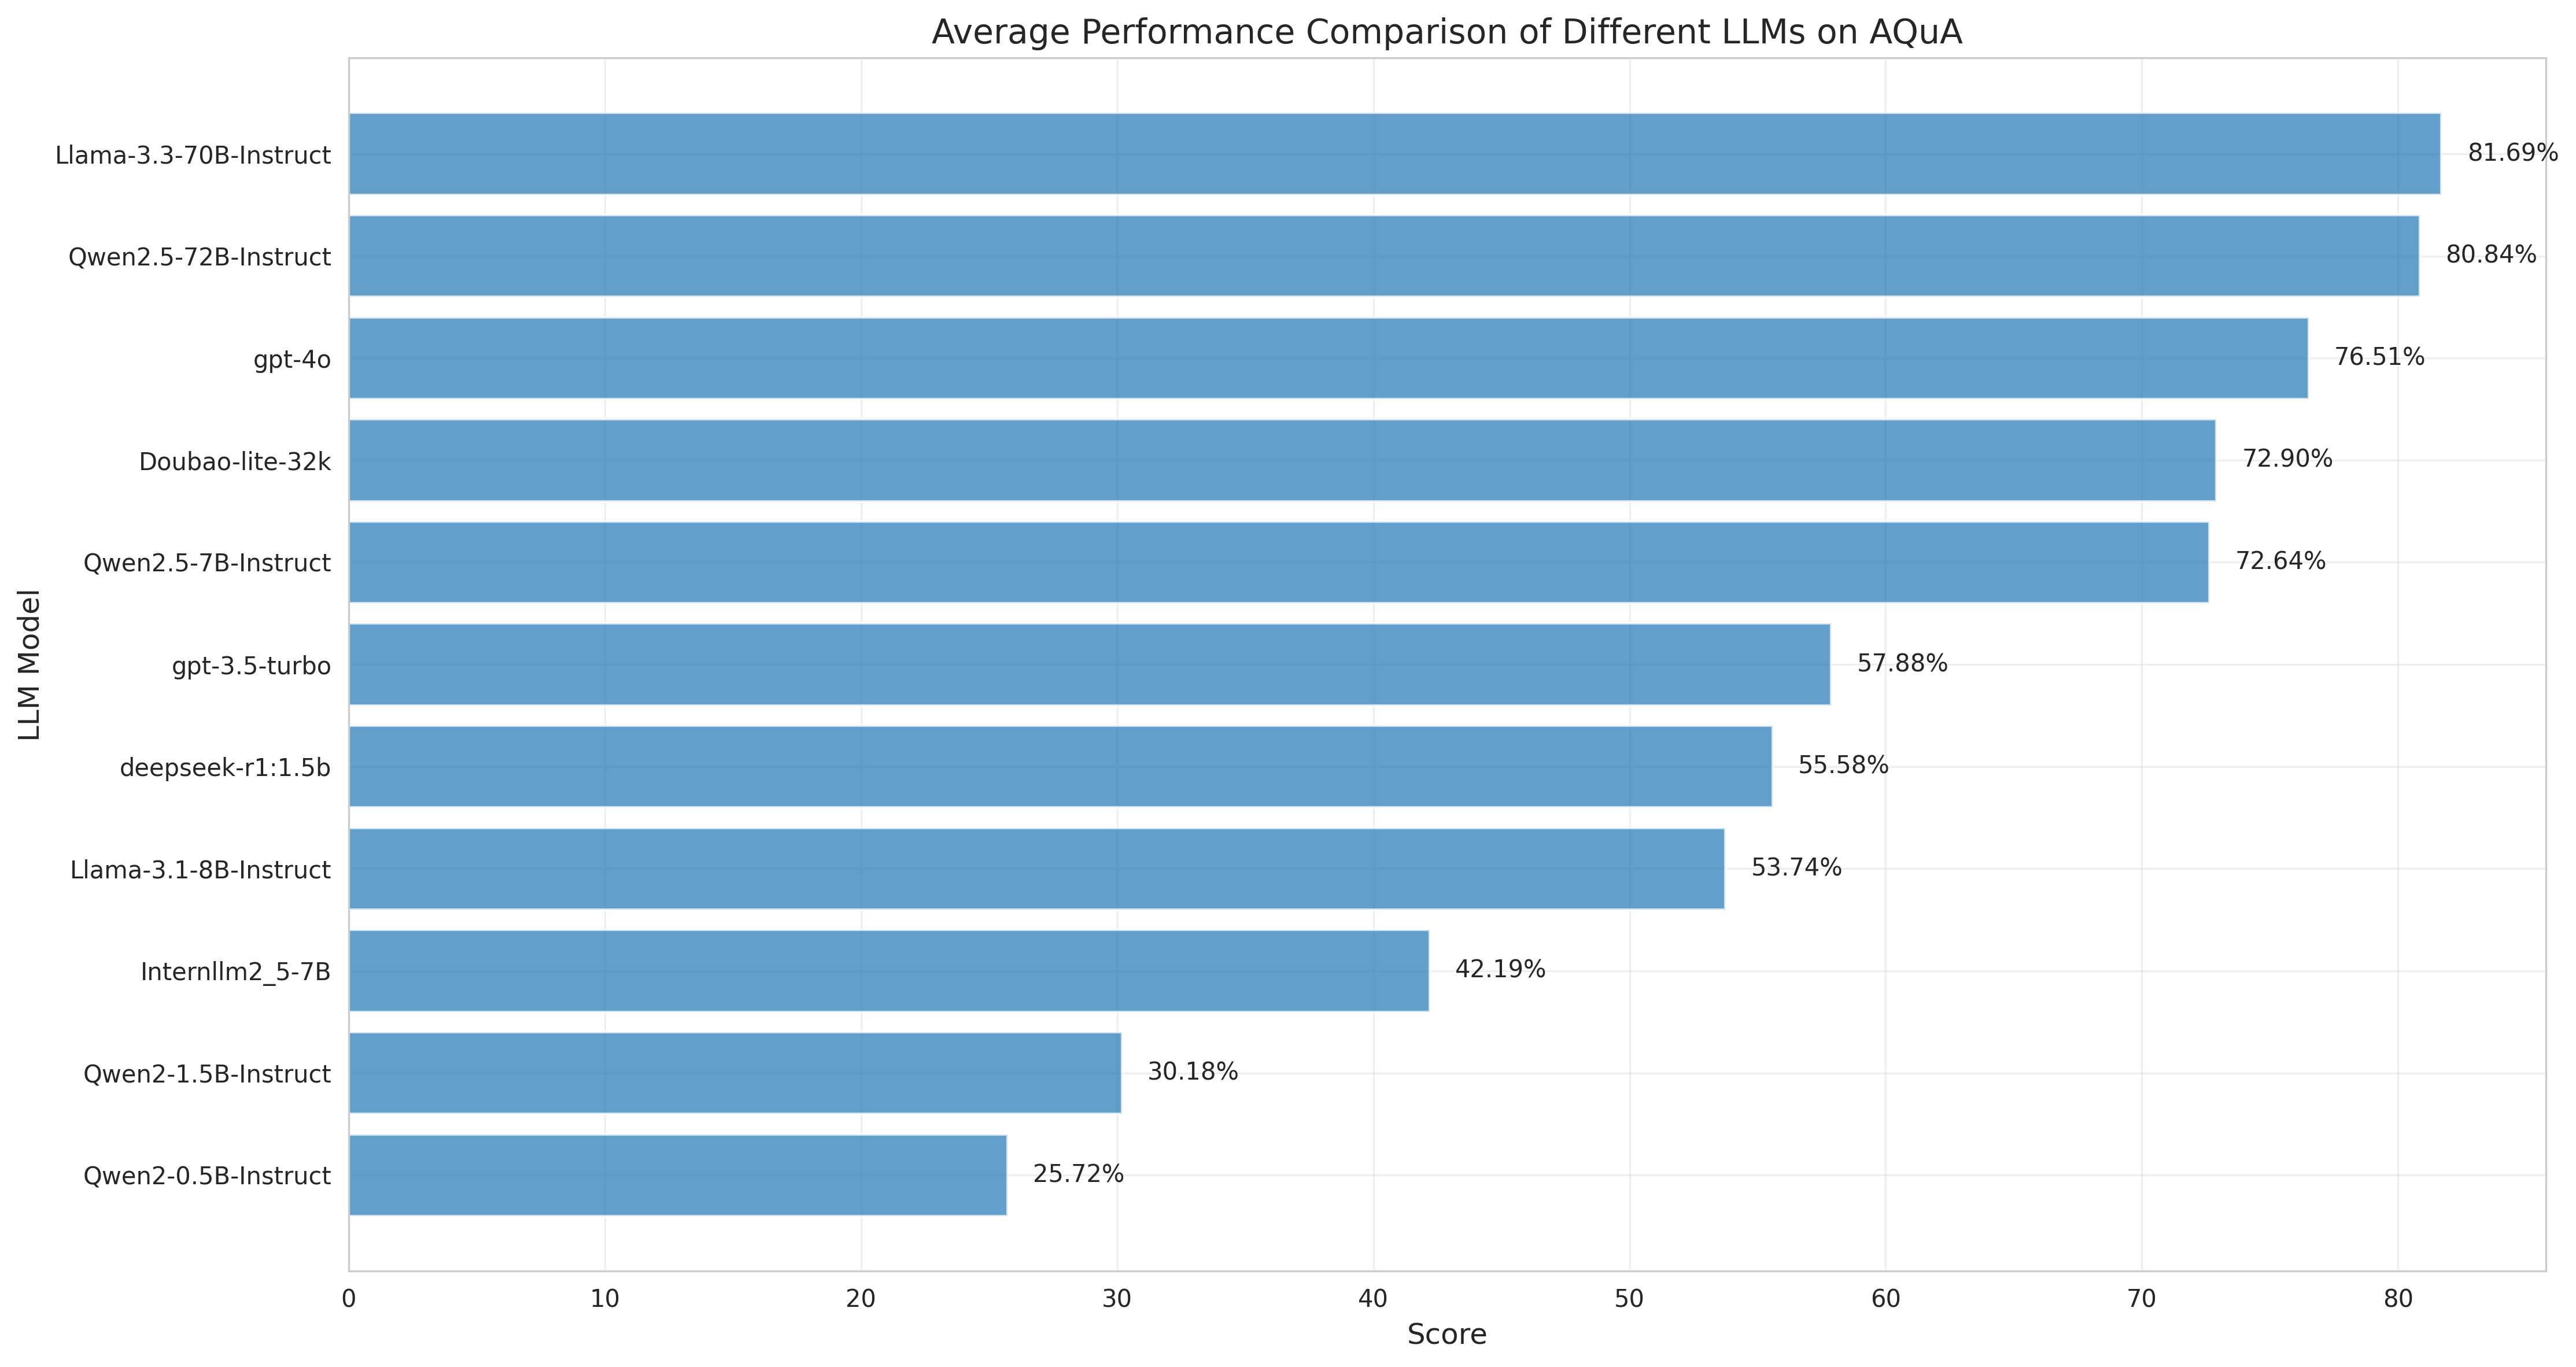 Average Performance Comparison of Different LLMs on AQuA
LLM Model
Llama-3.3-70B-Instruct 81.69%
Qwen2.5-72B-Instruct 80.84%
gpt-4o 76.51%
Doubao-lite-32k 72.90%
Qwen2.5-7B-Instruct 72.64%
gpt-3.5-turbo 57.88%
deepseek-r1:1.5b 55.58%
Llama-3.1-8B-Instruct 53.74%
Internllm2_5-7B 42.19%
Qwen2-1.5B-Instruct 30.18%
Qwen2-0.5B-Instruct 25.72%
0 10 20 30 40 50 60 70 80
Score